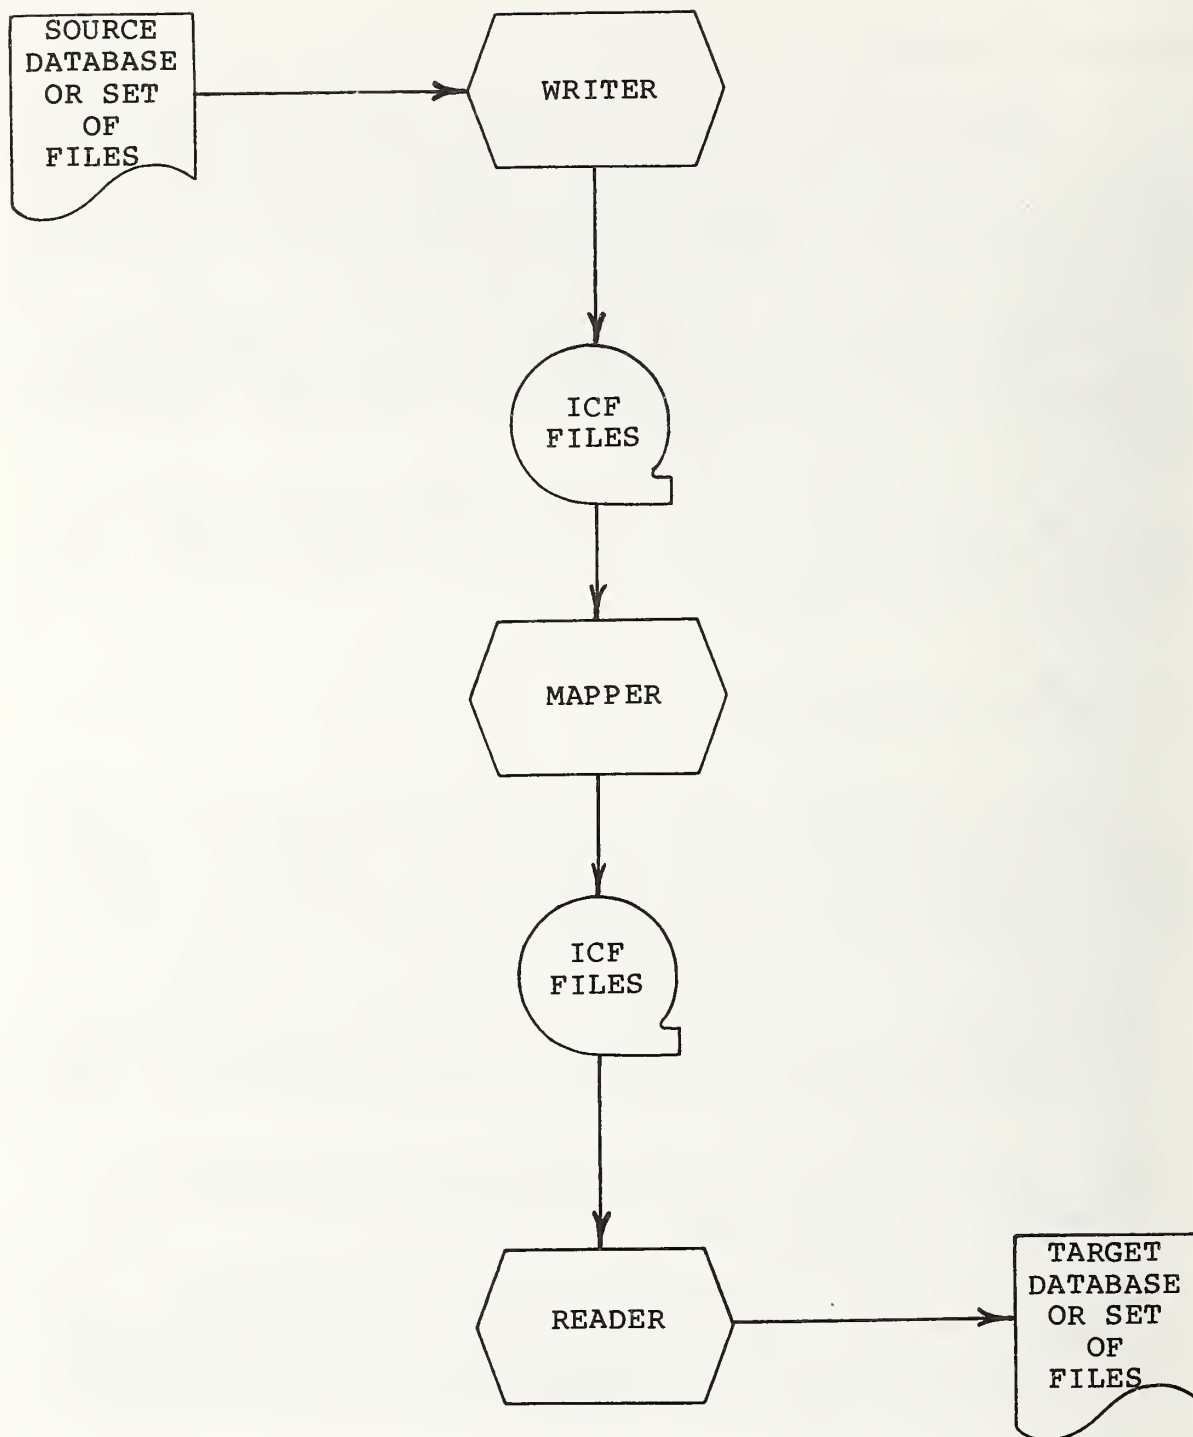 SOURCE
DATABASE
OR SET
OF
FILES
WRITER
ICF
FILES
MAPPER
ICF
FILES
READER
TARGET
DATABASE
OR SET
OF
FILES